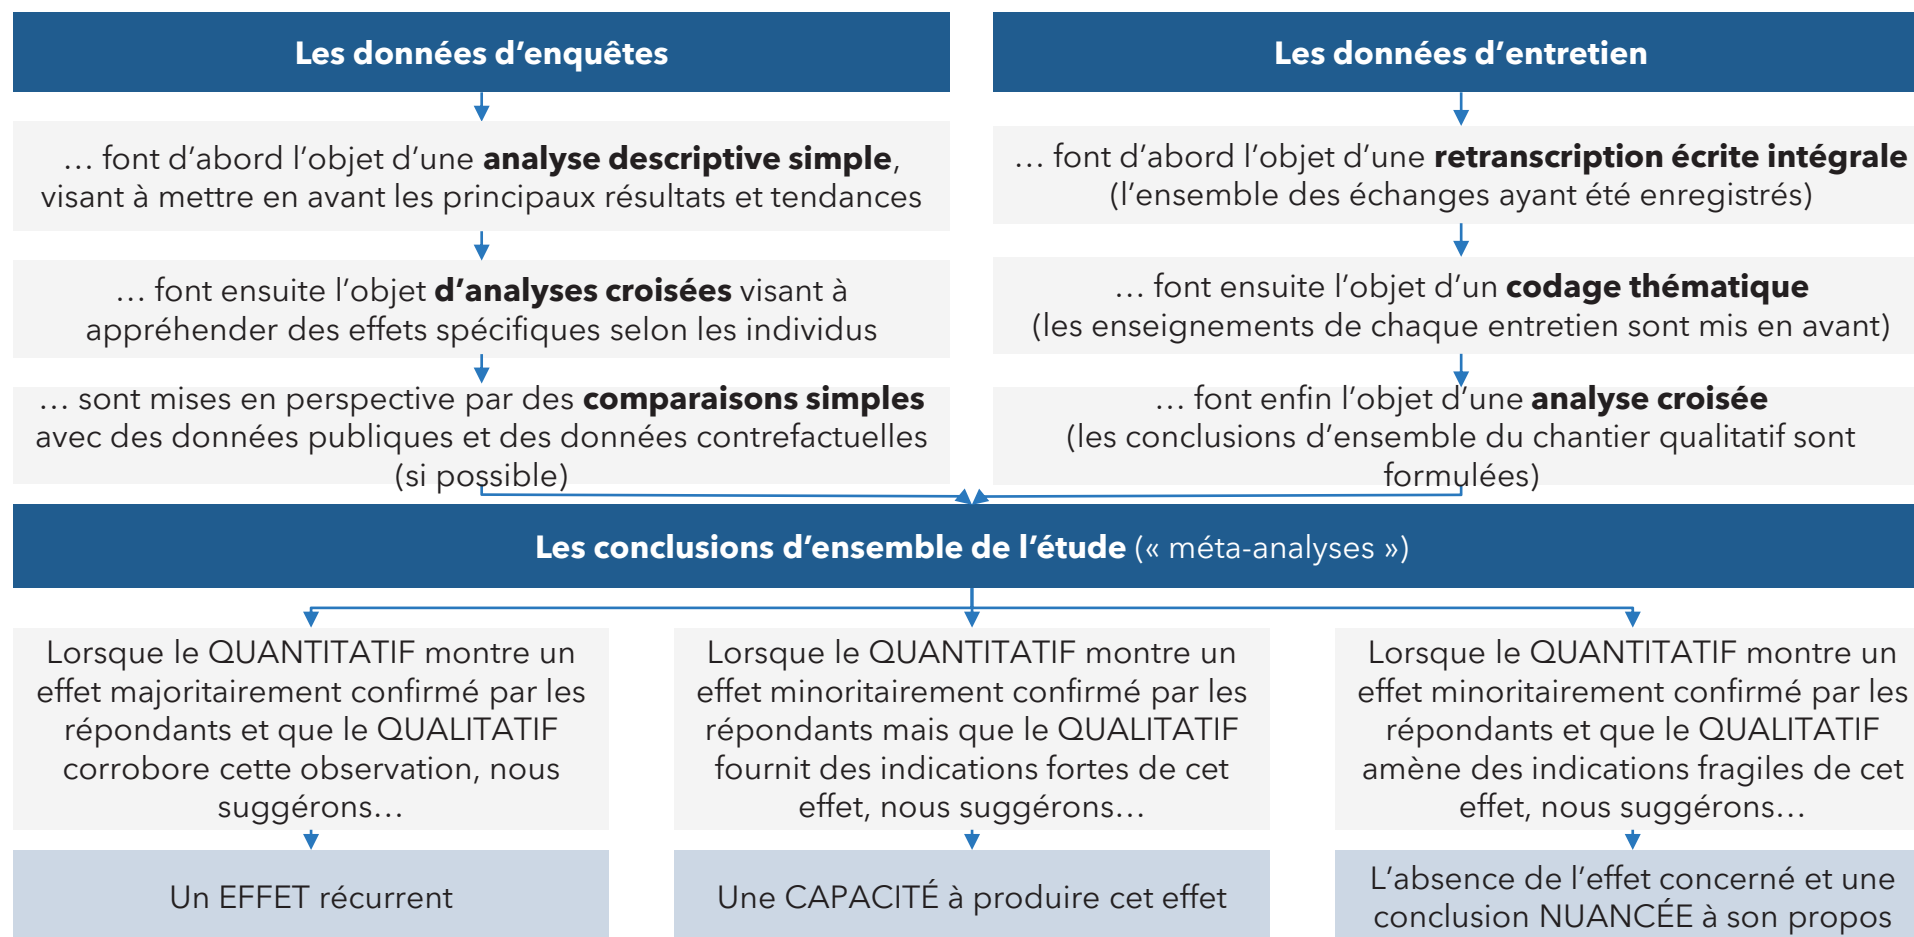 Les données d’enquêtes
… font d’abord l’objet d’une analyse descriptive simple,
visant à mettre en avant les principaux résultats et tendances
… font ensuite l’objet d’analyses croisées visant à
appréhender des effets spécifiques selon les individus
… sont mises en perspective par des comparaisons simples
avec des données publiques et des données contrefactuelles
(si possible)
Les données d’entretien
… font d’abord l’objet d’une retranscription écrite intégrale
(l’ensemble des échanges ayant été enregistrés)
… font ensuite l’objet d’un codage thématique
(les enseignements de chaque entretien sont mis en avant)
… font enfin l’objet d’une analyse croisée
(les conclusions d’ensemble du chantier qualitatif sont
formulées)
Les conclusions d’ensemble de l’étude (« méta-analyses »)
Lorsque le QUANTITATIF montre un
effet majoritairement confirmé par les
répondants et que le QUALITATIF
corrobore cette observation, nous
suggérons…
Un EFFET récurrent
Lorsque le QUANTITATIF montre un
effet minoritairement confirmé par les
répondants mais que le QUALITATIF
fournit des indications fortes de cet
effet, nous suggérons…
Une CAPACITÉ à produire cet effet
Lorsque le QUANTITATIF montre un
effet minoritairement confirmé par les
répondants et que le QUALITATIF
amène des indications fragiles de cet
effet, nous suggérons…
L’absence de l’effet concerné et une
conclusion NUANCÉE à son propos